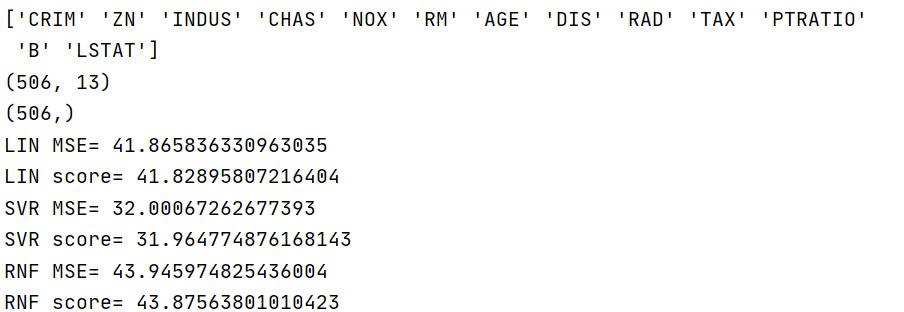 ['CRIM' 'ZN' 'INDUS' 'CHAS' 'NOX' 'RM' 'AGE' 'DIS' 'RAD' 'TAX' 'PTRATIO'
 'B' 'LSTAT']
(506, 13)
(506,)
LIN MSE= 41.865836330963035
LIN score= 41.82895807216404
SVR MSE= 32.00067262677393
SVR score= 31.964774876168143
RNF MSE= 43.945974825436004
RNF score= 43.87563801010423